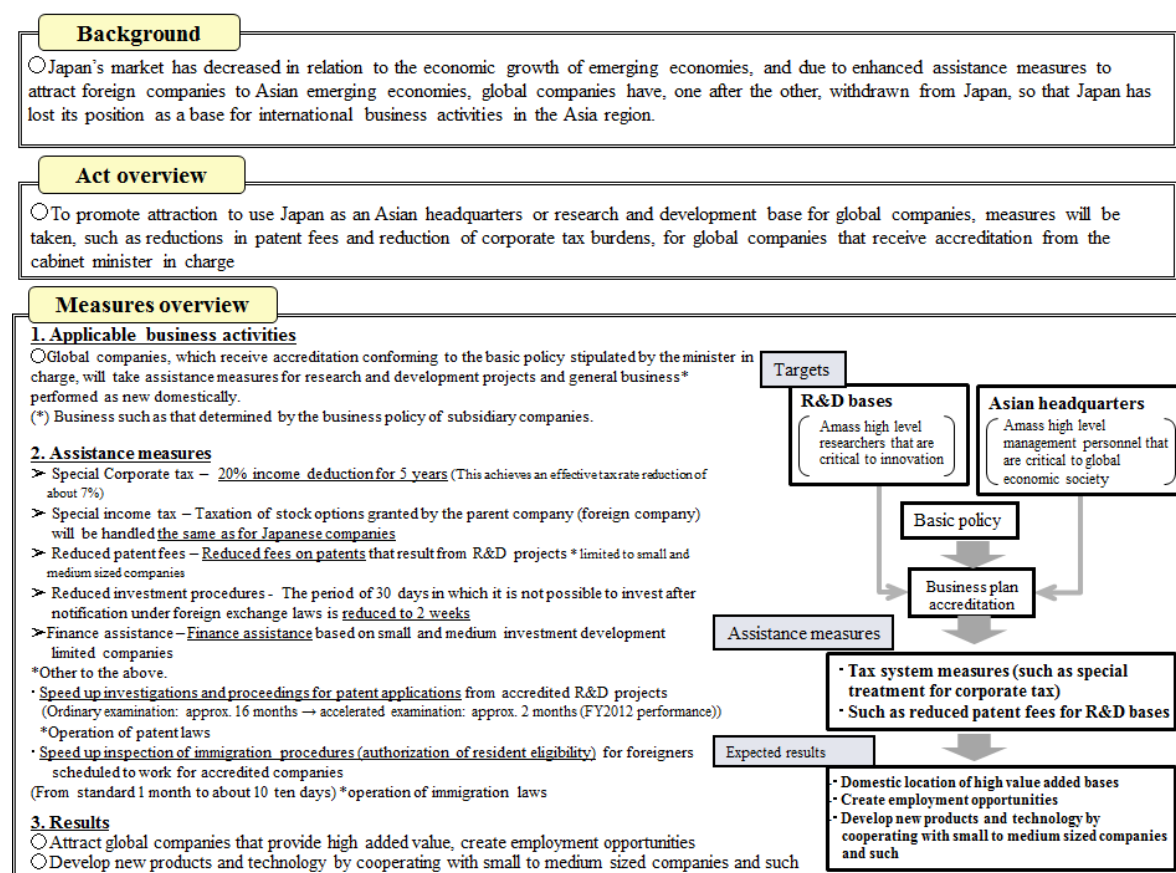 Background
○Japan's market has decreased in relation to the economic growth of emerging economies, and due to enhanced assistance measures to
attract foreign companies to Asian emerging economies, global companies have, one after the other, withdrawn from Japan, so that Japan has
lost its position as a base for international business activities in the Asia region.
Act overview
○To promote attraction to use Japan as an Asian headquarters or research and development base for global companies, measures will be
taken, such as reductions in patent fees and reduction of corporate tax burdens, for global companies that receive accreditation from the
cabinet minister in charge
Measures overview
1. Applicable business activities
○Global companies, which receive accreditation conforming to the basic policy stipulated by the minister in
charge, will take assistance measures for research and development projects and general business*
performed as new domestically.
(*) Business such as that determined by the business policy of subsidiary companies.
2. Assistance measures
➢ Special Corporate tax – 20% income deduction for 5 years (This achieves an effective tax rate reduction of
about 7%)
➢ Special income tax – Taxation of stock options granted by the parent company (foreign company)
will be handled the same as for Japanese companies
➢ Reduced patent fees – Reduced fees on patents that result from R&D projects * limited to small and
medium sized companies
➢ Reduced investment procedures - The period of 30 days in which it is not possible to invest after
notification under foreign exchange laws is reduced to 2 weeks
➢Finance assistance – Finance assistance based on small and medium investment development
limited companies
*Other to the above.
· Speed up investigations and proceedings for patent applications from accredited R&D projects
(Ordinary examination: approx. 16 months → accelerated examination: approx. 2 months (FY2012 performance))
*Operation of patent laws
· Speed up inspection of immigration procedures (authorization of resident eligibility) for foreigners
scheduled to work for accredited companies
(From standard 1 month to about 10 ten days) *operation of immigration laws
3. Results
○Attract global companies that provide high added value, create employment opportunities
○Develop new products and technology by cooperating with small to medium sized companies and such
Targets
R&D bases
Amass high level
researchers that are
critical to innovation
Asian headquarters
Amass high level
management personnel that
are critical to global
economic society
Basic policy
Business plan
accreditation
Assistance measures
· Tax system measures (such as special
treatment for corporate tax)
· Such as reduced patent fees for R&D bases
Expected results
· Domestic location of high value added bases
· Create employment opportunities
· Develop new products and technology by
cooperating with small to medium sized companies
and such